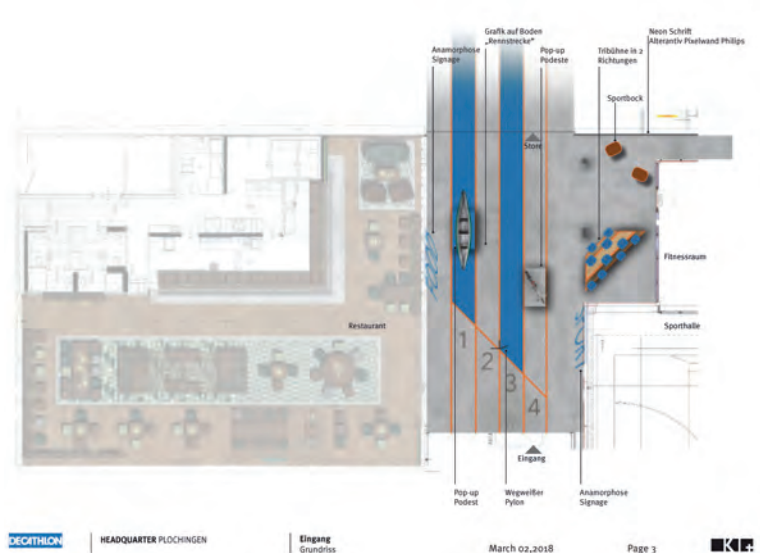 Grafik auf Boden
„Rennstrecke“
Neon Schrift
Alterantiv Pixelwand Philips
Anamorphose
Signage
Pop-up
Podeste
Tribühne in 2
Richtungen
Sportbock
Store
Fitnessraum
Restaurant
Sporthalle
1
2
3
4
Eingang
Pop-up
Podest
Wegweißer
Pylon
Anamorphose
Signage
DECATHLON
HEADQUARTER PLOCHINGEN
Eingang
Grundriss
March 02,2018
Page 3